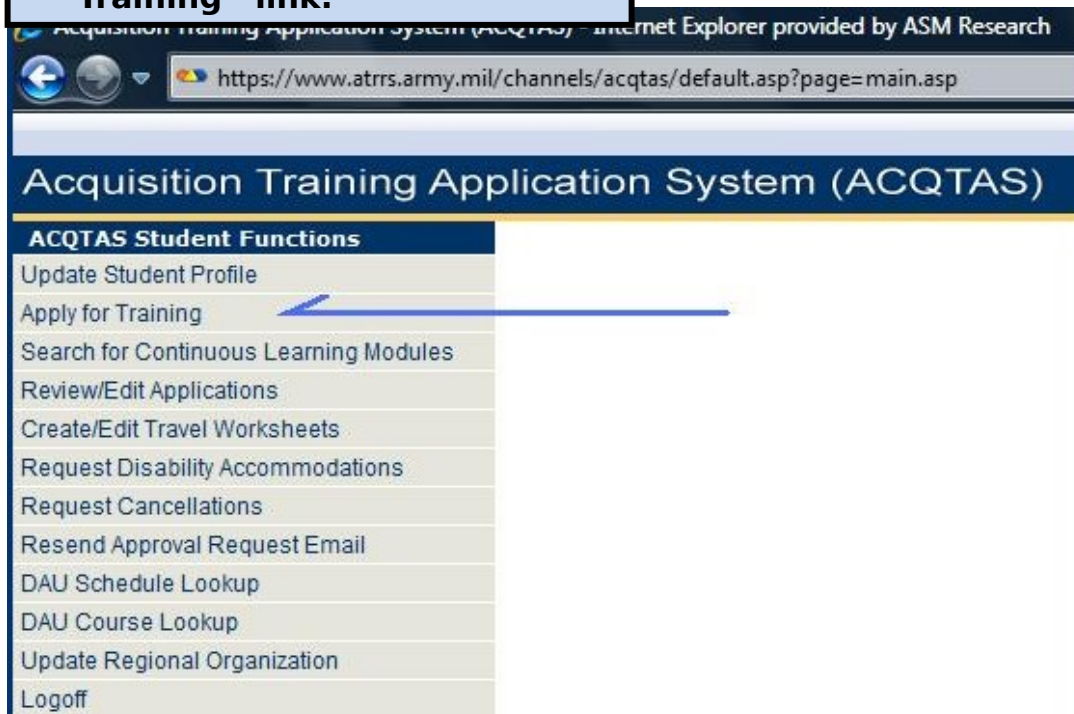 Training" link.
Acquisition Training Application System (ACQTAS) - Internet Explorer provided by ASM Research
https://www.atrrs.army.mil/channels/acqtas/default.asp?page=main.asp
Acquisition Training Application System (ACQTAS)
ACQTAS Student Functions
Update Student Profile
Apply for Training
Search for Continuous Learning Modules
Review/Edit Applications
Create/Edit Travel Worksheets
Request Disability Accommodations
Request Cancellations
Resend Approval Request Email
DAU Schedule Lookup
DAU Course Lookup
Update Regional Organization
Logoff